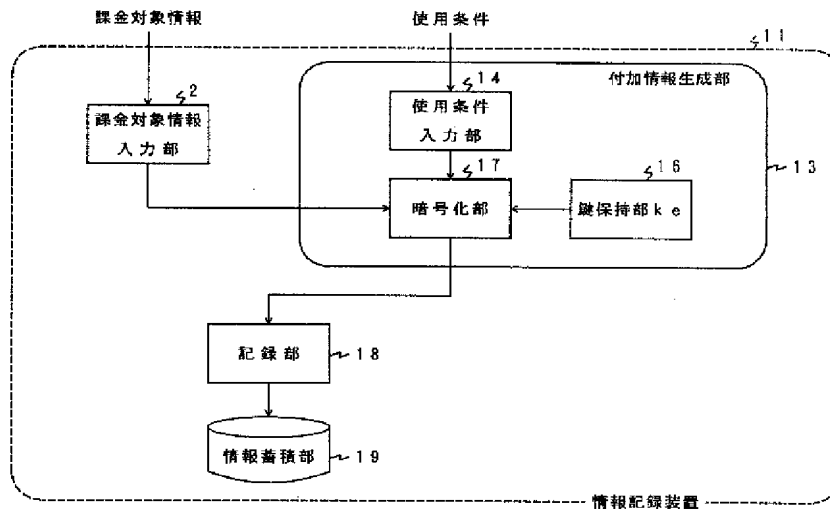 課金対象情報
使用条件
11
付加情報生成部
2
課金対象情報
入力部
14
使用条件
入力部
13
17
暗号化部
16
鍵保持部ke
記録部
18
情報蓄積部
19
情報記録装置